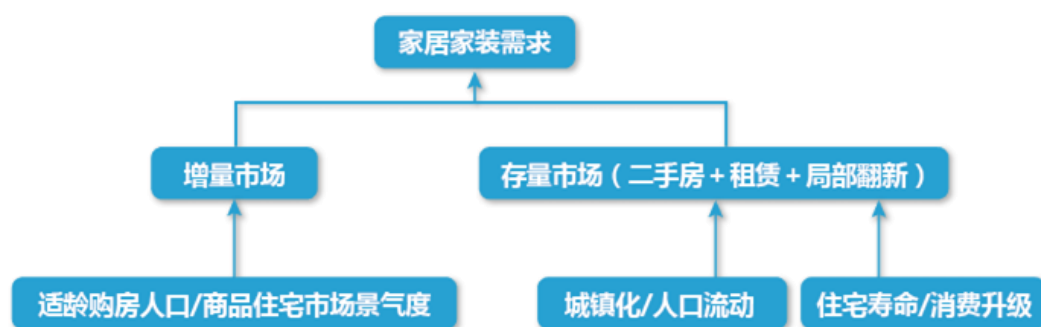 家居家装需求
增量市场
存量市场（二手房+租赁+局部翻新）
适龄购房人口/商品住宅市场景气度
城镇化/人口流动
住宅寿命/消费升级